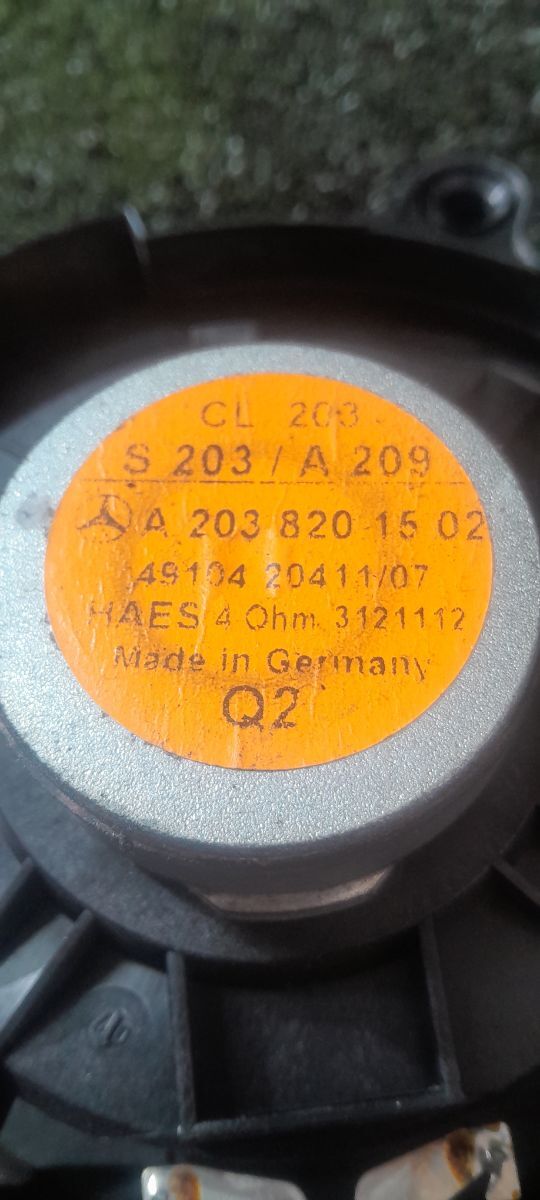 CL 203
S 203 / A 209
A 203 820 15 02
49104 20411/07
HAES 4 Ohm 3121112
Made in Germany
Q2